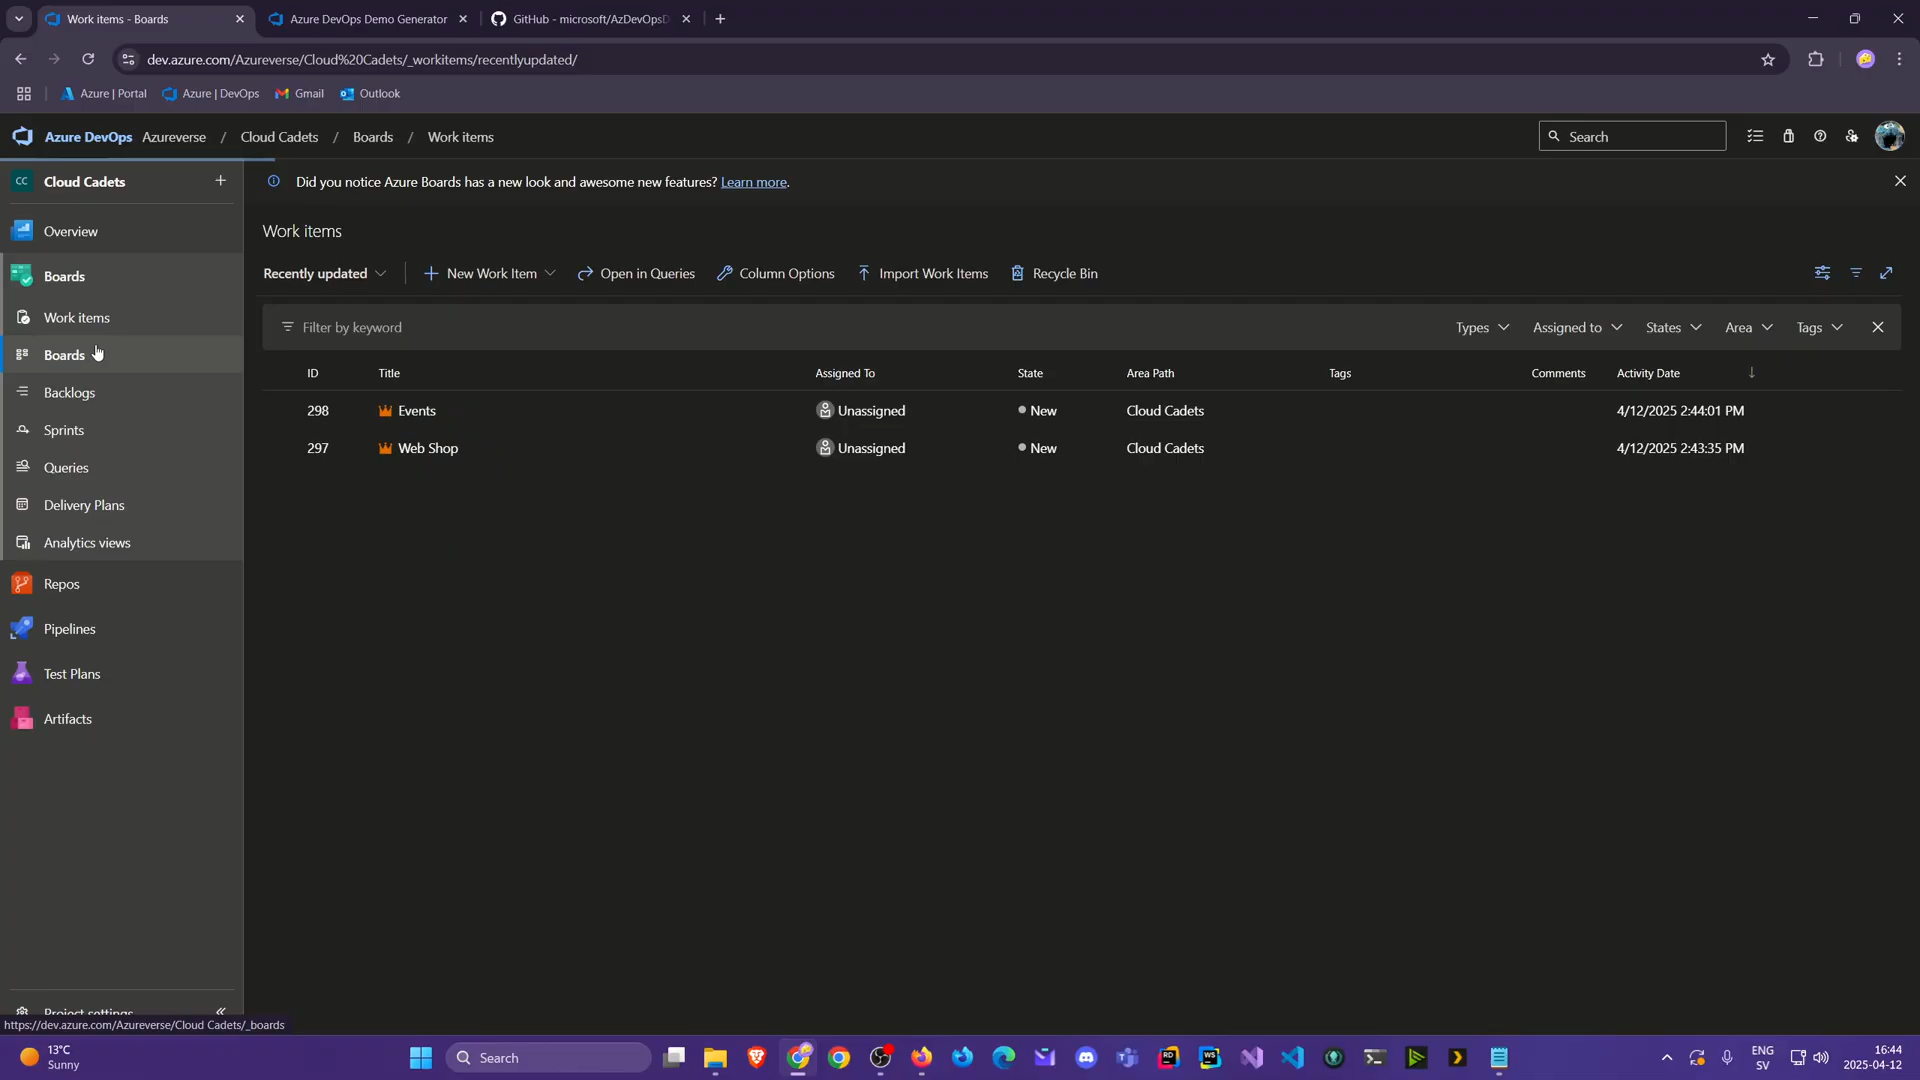 Work items - Boards
Azure DevOps Demo Generator
GitHub - microsoft/AzDevOpsD
dev.azure.com/Azureverse/Cloud%20Cadets/_workitems/recentlyupdated/
Azure | Portal
Azure | DevOps
Gmail
Outlook
Azure DevOps Azureverse / Cloud Cadets / Boards / Work items
Search
CC Cloud Cadets
Did you notice Azure Boards has a new look and awesome new features? Learn more.
Overview
Boards
Work items
Boards
Backlogs
Sprints
Queries
Delivery Plans
Analytics views
Repos
Pipelines
Test Plans
Artifacts
Project settings
Work items
Recently updated
New Work Item
Open in Queries
Column Options
Import Work Items
Recycle Bin
Filter by keyword
Types
Assigned to
States
Area
Tags
ID Title Assigned To State Area Path Tags Comments Activity Date
298 Events Unassigned New Cloud Cadets 4/12/2025 2:44:01 PM
297 Web Shop Unassigned New Cloud Cadets 4/12/2025 2:43:35 PM
https://dev.azure.com/Azureverse/Cloud Cadets/_boards
13°C
Sunny
Search
RD
WS
ENG
SV
16:44
2025-04-12